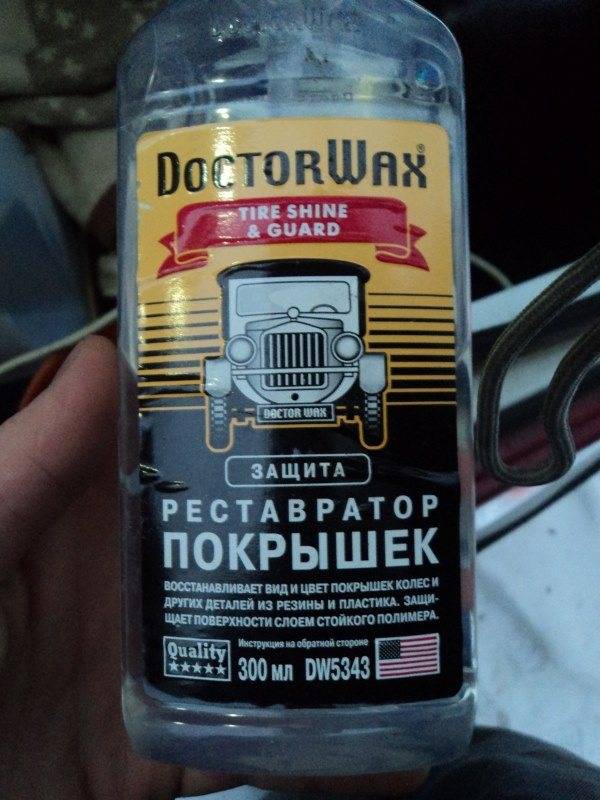 DOCTORWAX®
TIRE SHINE
& GUARD
DOCTOR WAX
ЗАЩИТА
РЕСТАВРАТОР
ПОКРЫШЕК
ВОССТАНАВЛИВАЕТ ВИД И ЦВЕТ ПОКРЫШЕК КОЛЕС И
ДРУГИХ ДЕТАЛЕЙ ИЗ РЕЗИНЫ И ПЛАСТИКА. ЗАЩИ-
ЩАЕТ ПОВЕРХНОСТИ СЛОЕМ СТОЙКОГО ПОЛИМЕРА.
Quality
Инструкция на обратной стороне
300 МЛ DW5343